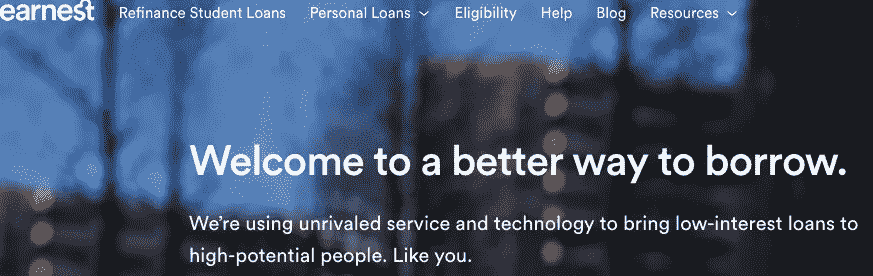 earnest Refinance Student Loans Personal Loans Eligibility Help Blog Resources
Welcome to a better way to borrow.
We're using unrivaled service and technology to bring low-interest loans to
high-potential people. Like you.